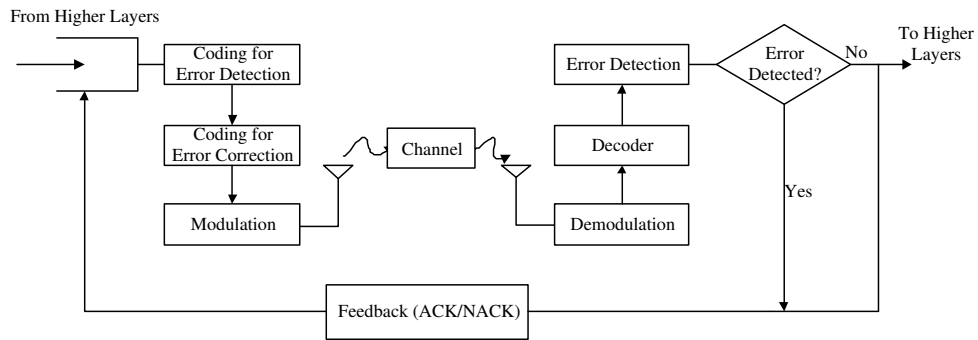 From Higher Layers
Coding for
Error Detection
Coding for
Error Correction
Modulation
Channel
Error Detection
Decoder
Demodulation
Error
Detected?
No
Yes
To Higher
Layers
Feedback (ACK/NACK)